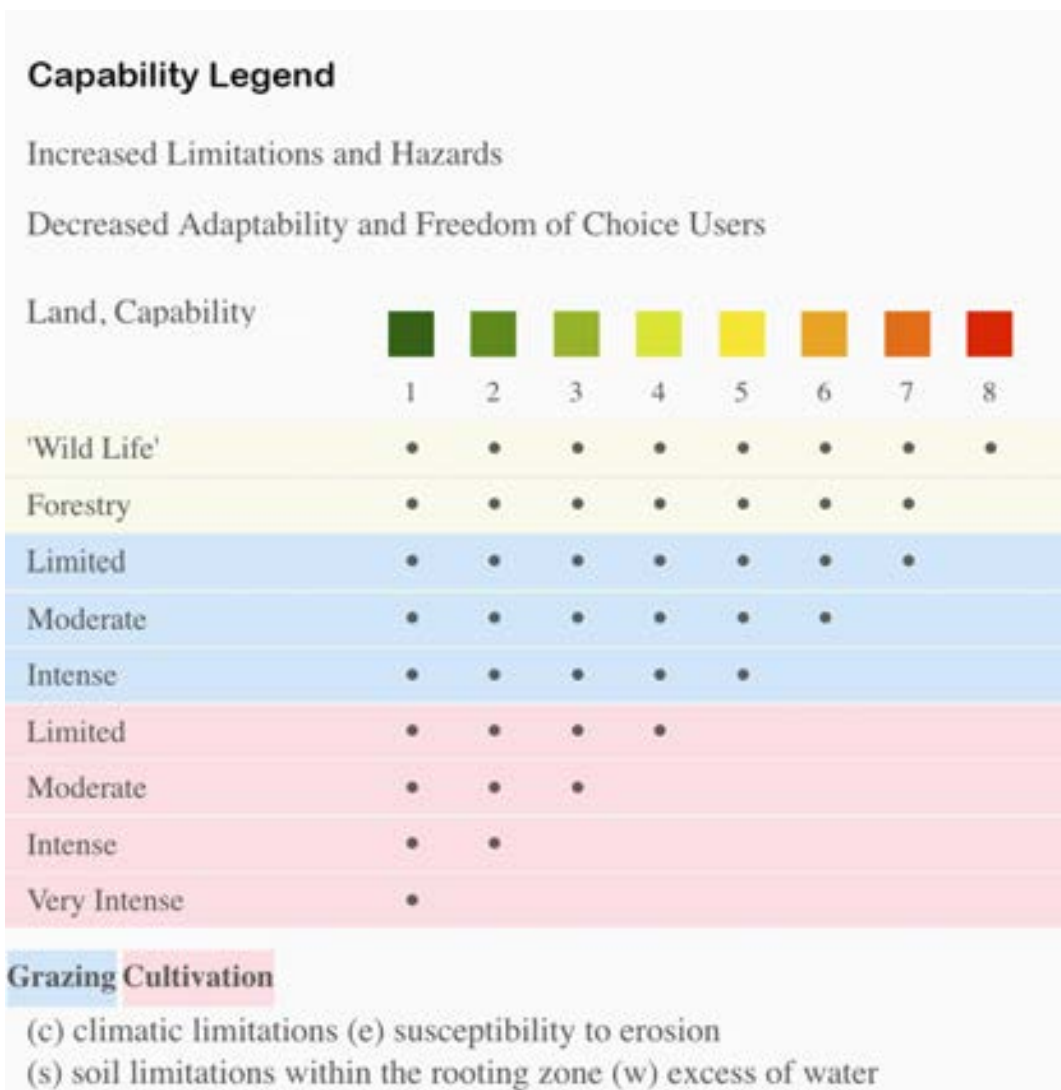 Capability Legend
Increased Limitations and Hazards
Decreased Adaptability and Freedom of Choice Users
Land, Capability
1 2 3 4 5 6 7 8
'Wild Life' • • • • • • • •
Forestry • • • • • • •
Limited • • • • • • •
Moderate • • • • • •
Intense • • • • •
Limited • • • •
Moderate • • •
Intense • •
Very Intense •
Grazing Cultivation
(c) climatic limitations (e) susceptibility to erosion
(s) soil limitations within the rooting zone (w) excess of water